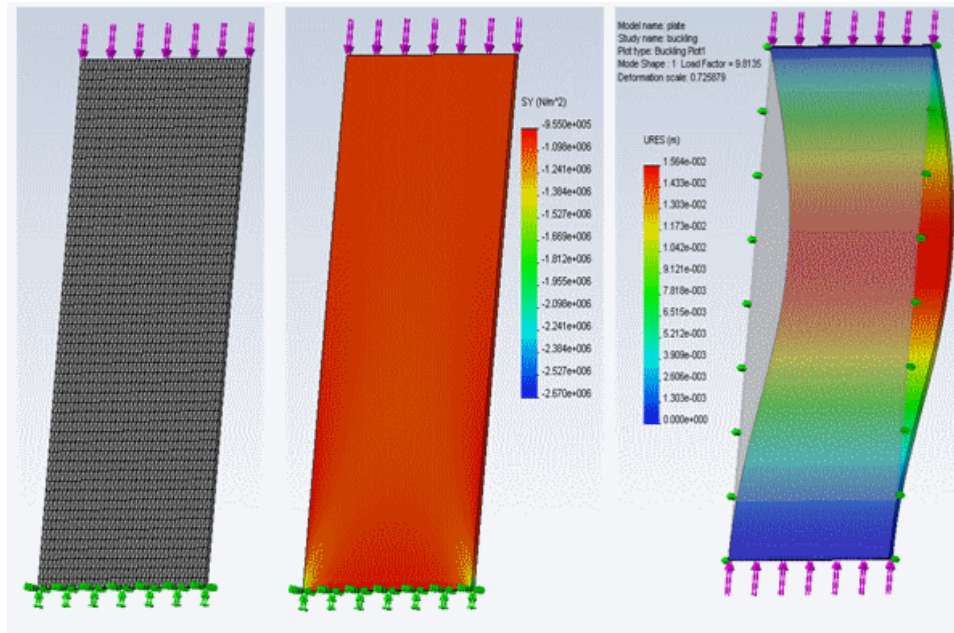 SY (N/m^2)
-9.550e+005
-1.098e+006
-1.241e+006
-1.384e+006
-1.527e+006
-1.669e+006
-1.812e+006
-1.955e+006
-2.098e+006
-2.241e+006
-2.384e+006
-2.527e+006
-2.670e+006
Model name: plate
Study name: buckling
Plot type: Buckling Plot1
Mode Shape : 1 Load Factor = 9.8135
Deformation scale: 0.725879
URES (m)
1.564e-002
1.433e-002
1.303e-002
1.173e-002
1.042e-002
9.121e-003
7.818e-003
6.515e-003
5.212e-003
3.909e-003
2.606e-003
1.303e-003
0.000e+000